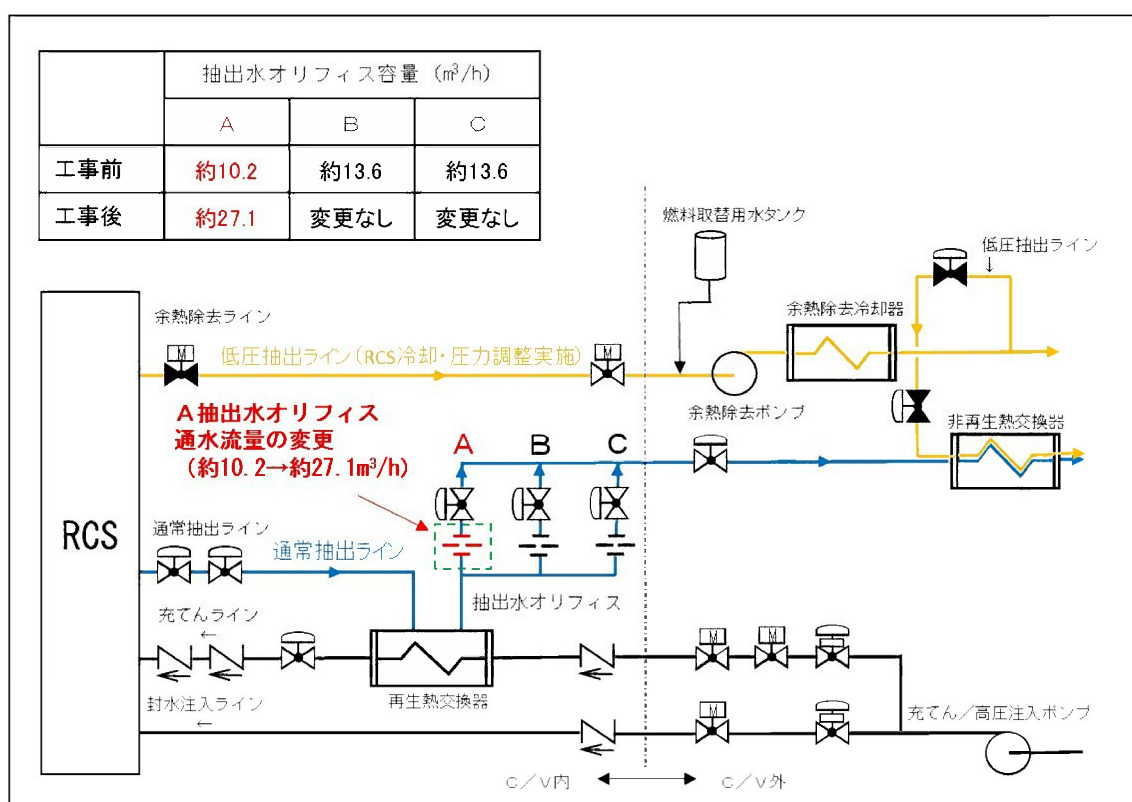 抽出水オリフィス容量 (m³/h)
A B C
工事前 約10.2 約13.6 約13.6
工事後 約27.1 変更なし 変更なし
燃料取替用水タンク
低圧抽出ライン
↓
余熱除去冷却器
余熱除去ライン
M
低圧抽出ライン(RCS冷却・圧力調整実施)
M
余熱除去ポンプ
非再生熱交換器
A抽出水オリフィス
通水流量の変更
(約10.2→約27.1m³/h)
A B C
RCS
通常抽出ライン
通常抽出ライン
抽出水オリフィス
充てんライン
←
再生熱交換器
M M
封水注入ライン
←
M
充てん/高圧注入ポンプ
C/V内 C/V外